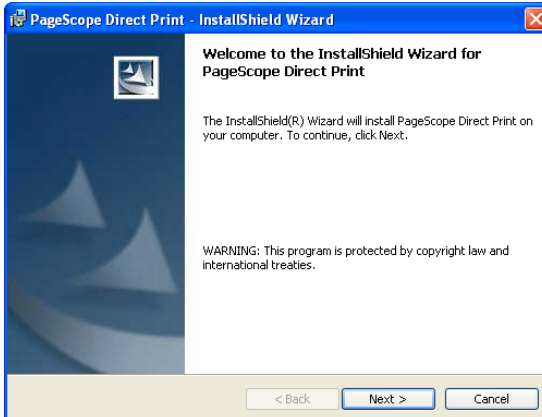 PageScope Direct Print - InstallShield Wizard
Welcome to the InstallShield Wizard for
PageScope Direct Print
The InstallShield(R) Wizard will install PageScope Direct Print on
your computer. To continue, click Next.
WARNING: This program is protected by copyright law and
international treaties.
< Back Next > Cancel